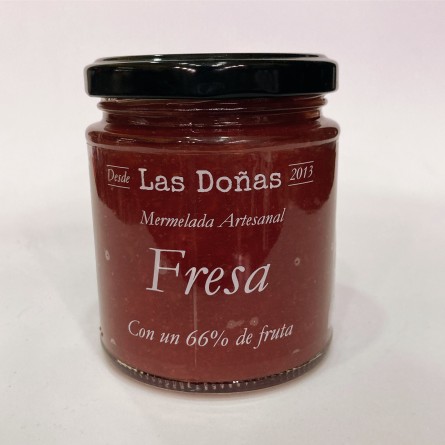 Desde Las Doñas 2013
Mermelada Artesanal
Fresa
Con un 66% de fruta